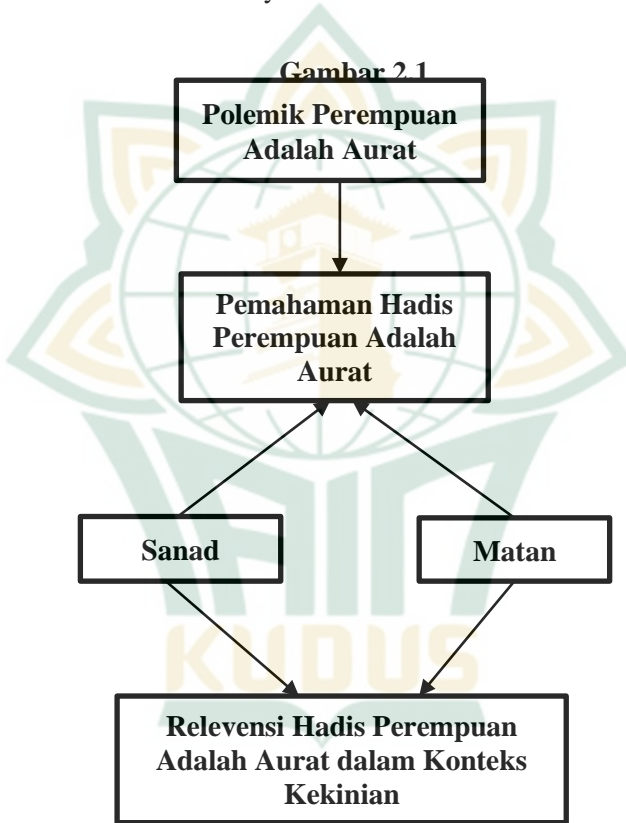 Gambar 2.1
Polemik Perempuan
Adalah Aurat
Pemahaman Hadis
Perempuan Adalah
Aurat
Sanad
Matan
KUDUS
Relevensi Hadis Perempuan
Adalah Aurat dalam Konteks
Kekinian